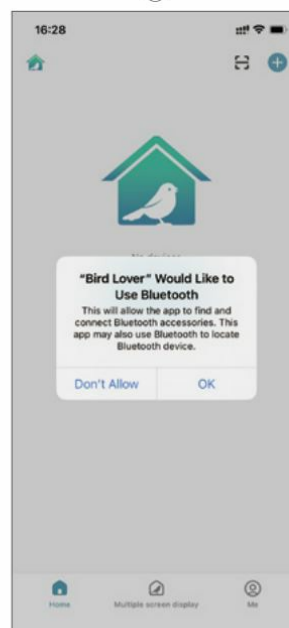 16:28
No devices
"Bird Lover" Would Like to
Use Bluetooth
This will allow the app to find and
connect Bluetooth accessories. This
app may also use Bluetooth to locate
Bluetooth device.
Don't Allow
OK
Home
Multiple screen display
Me